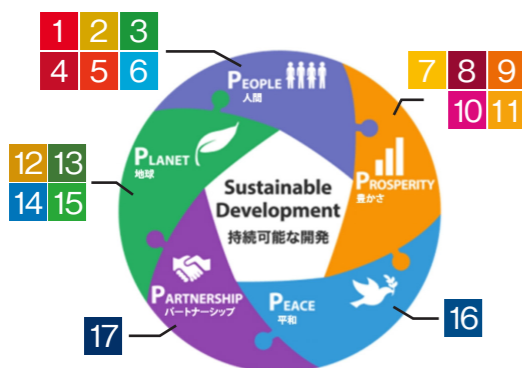 1 2 3
4 5 6
PEOPLE
人間
7 8 9
10 11
PROSPERITY
豊かさ
PLANET
地球
12 13
14 15
Sustainable
Development
持続可能な開発
PARTNERSHIP
パートナーシップ
17
PEACE
平和
16